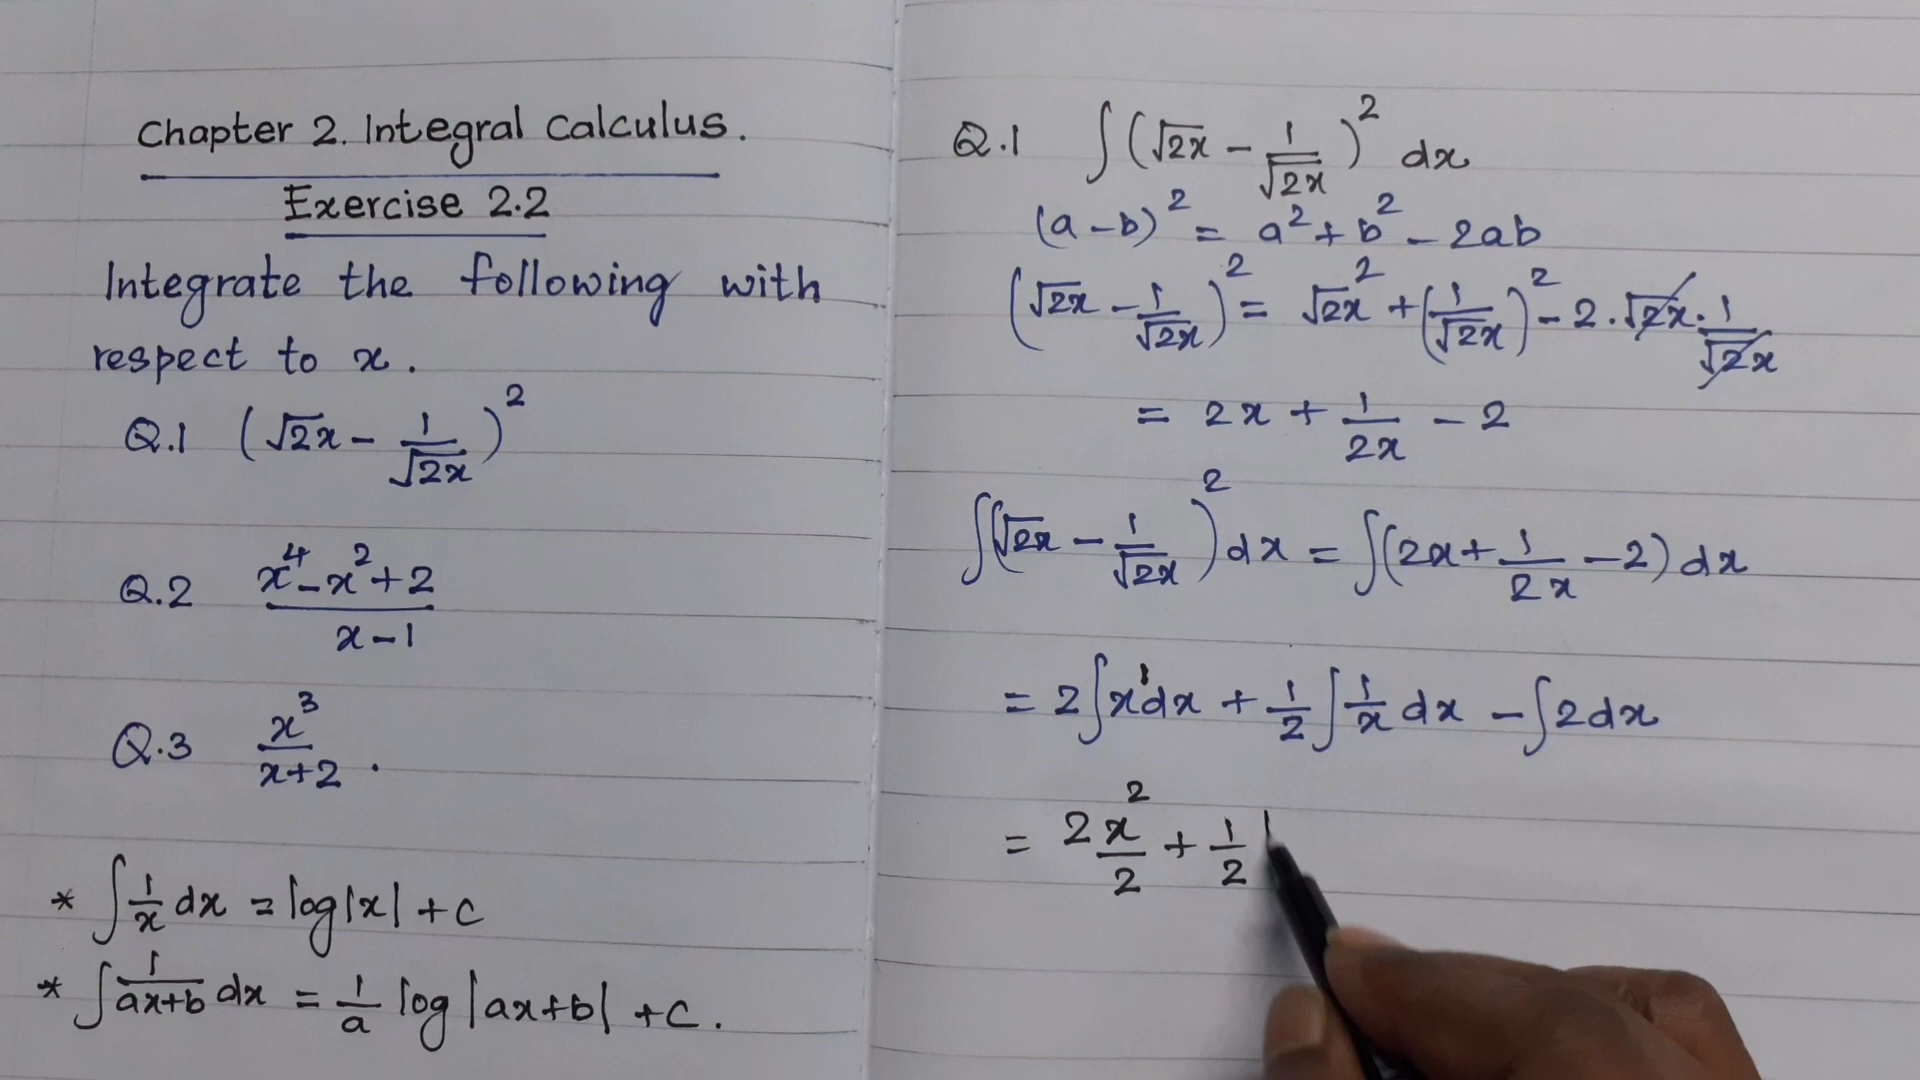 Chapter 2. Integral Calculus.
Exercise 2.2
Integrate the following with
respect to x.
Q.1 (√2x - 1/√2x)²
Q.2 x⁴-x²+2 / x-1
Q.3 x³ / x+2 .
* ∫ 1/x dx = log|x| + c
* ∫ 1/ax+b dx = 1/a log |ax+b| + c.
Q.1 ∫(√2x - 1/√2x)² dx
(a-b)² = a² + b² - 2ab
(√2x - 1/√2x)² = √2x² + (1/√2x)² - 2.√2x . 1/√2x
= 2x + 1/2x - 2
∫(√2x - 1/√2x)² dx = ∫(2x + 1/2x - 2) dx
= 2∫x¹dx + 1/2 ∫ 1/x dx - ∫2dx
= 2 x²/2 + 1/2